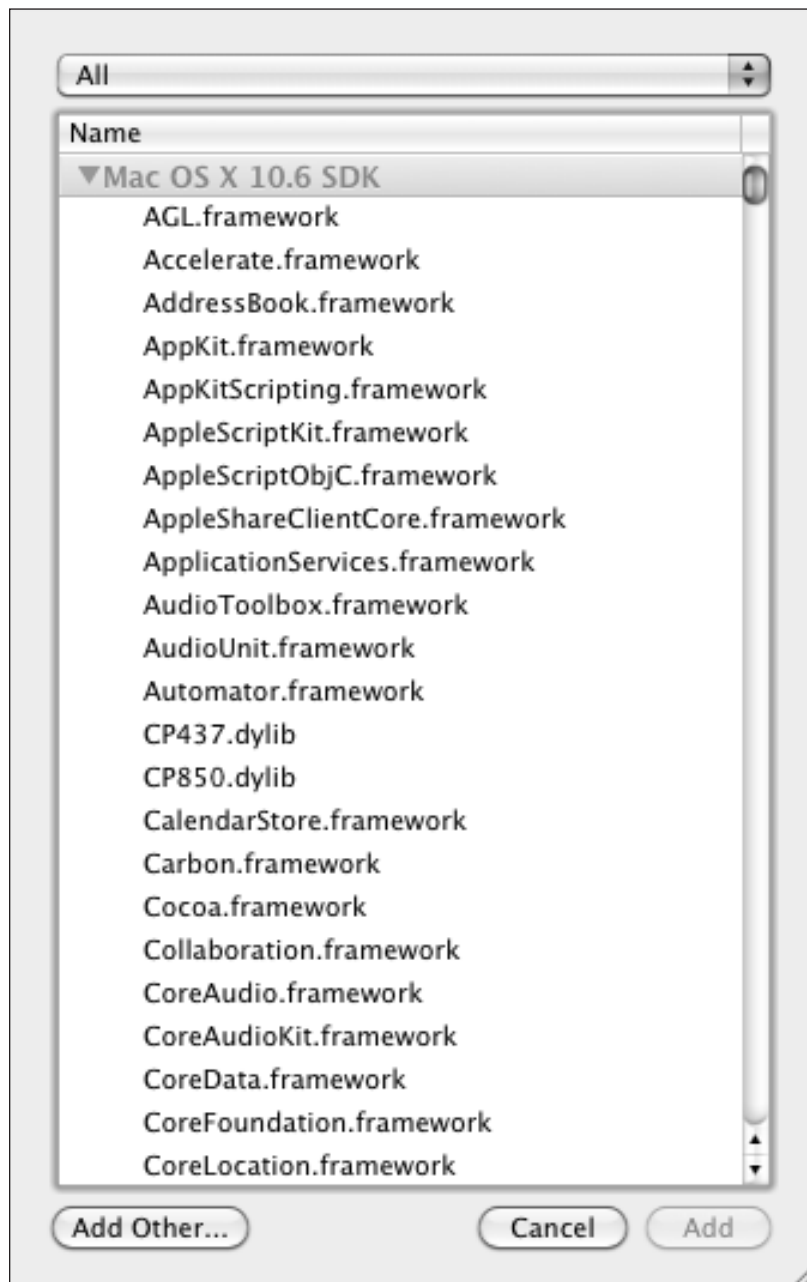 All
Name
Mac OS X 10.6 SDK
AGL.framework
Accelerate.framework
AddressBook.framework
AppKit.framework
AppKitScripting.framework
AppleScriptKit.framework
AppleScriptObjC.framework
AppleShareClientCore.framework
ApplicationServices.framework
AudioToolbox.framework
AudioUnit.framework
Automator.framework
CP437.dylib
CP850.dylib
CalendarStore.framework
Carbon.framework
Cocoa.framework
Collaboration.framework
CoreAudio.framework
CoreAudioKit.framework
CoreData.framework
CoreFoundation.framework
CoreLocation.framework
Add Other... Cancel Add